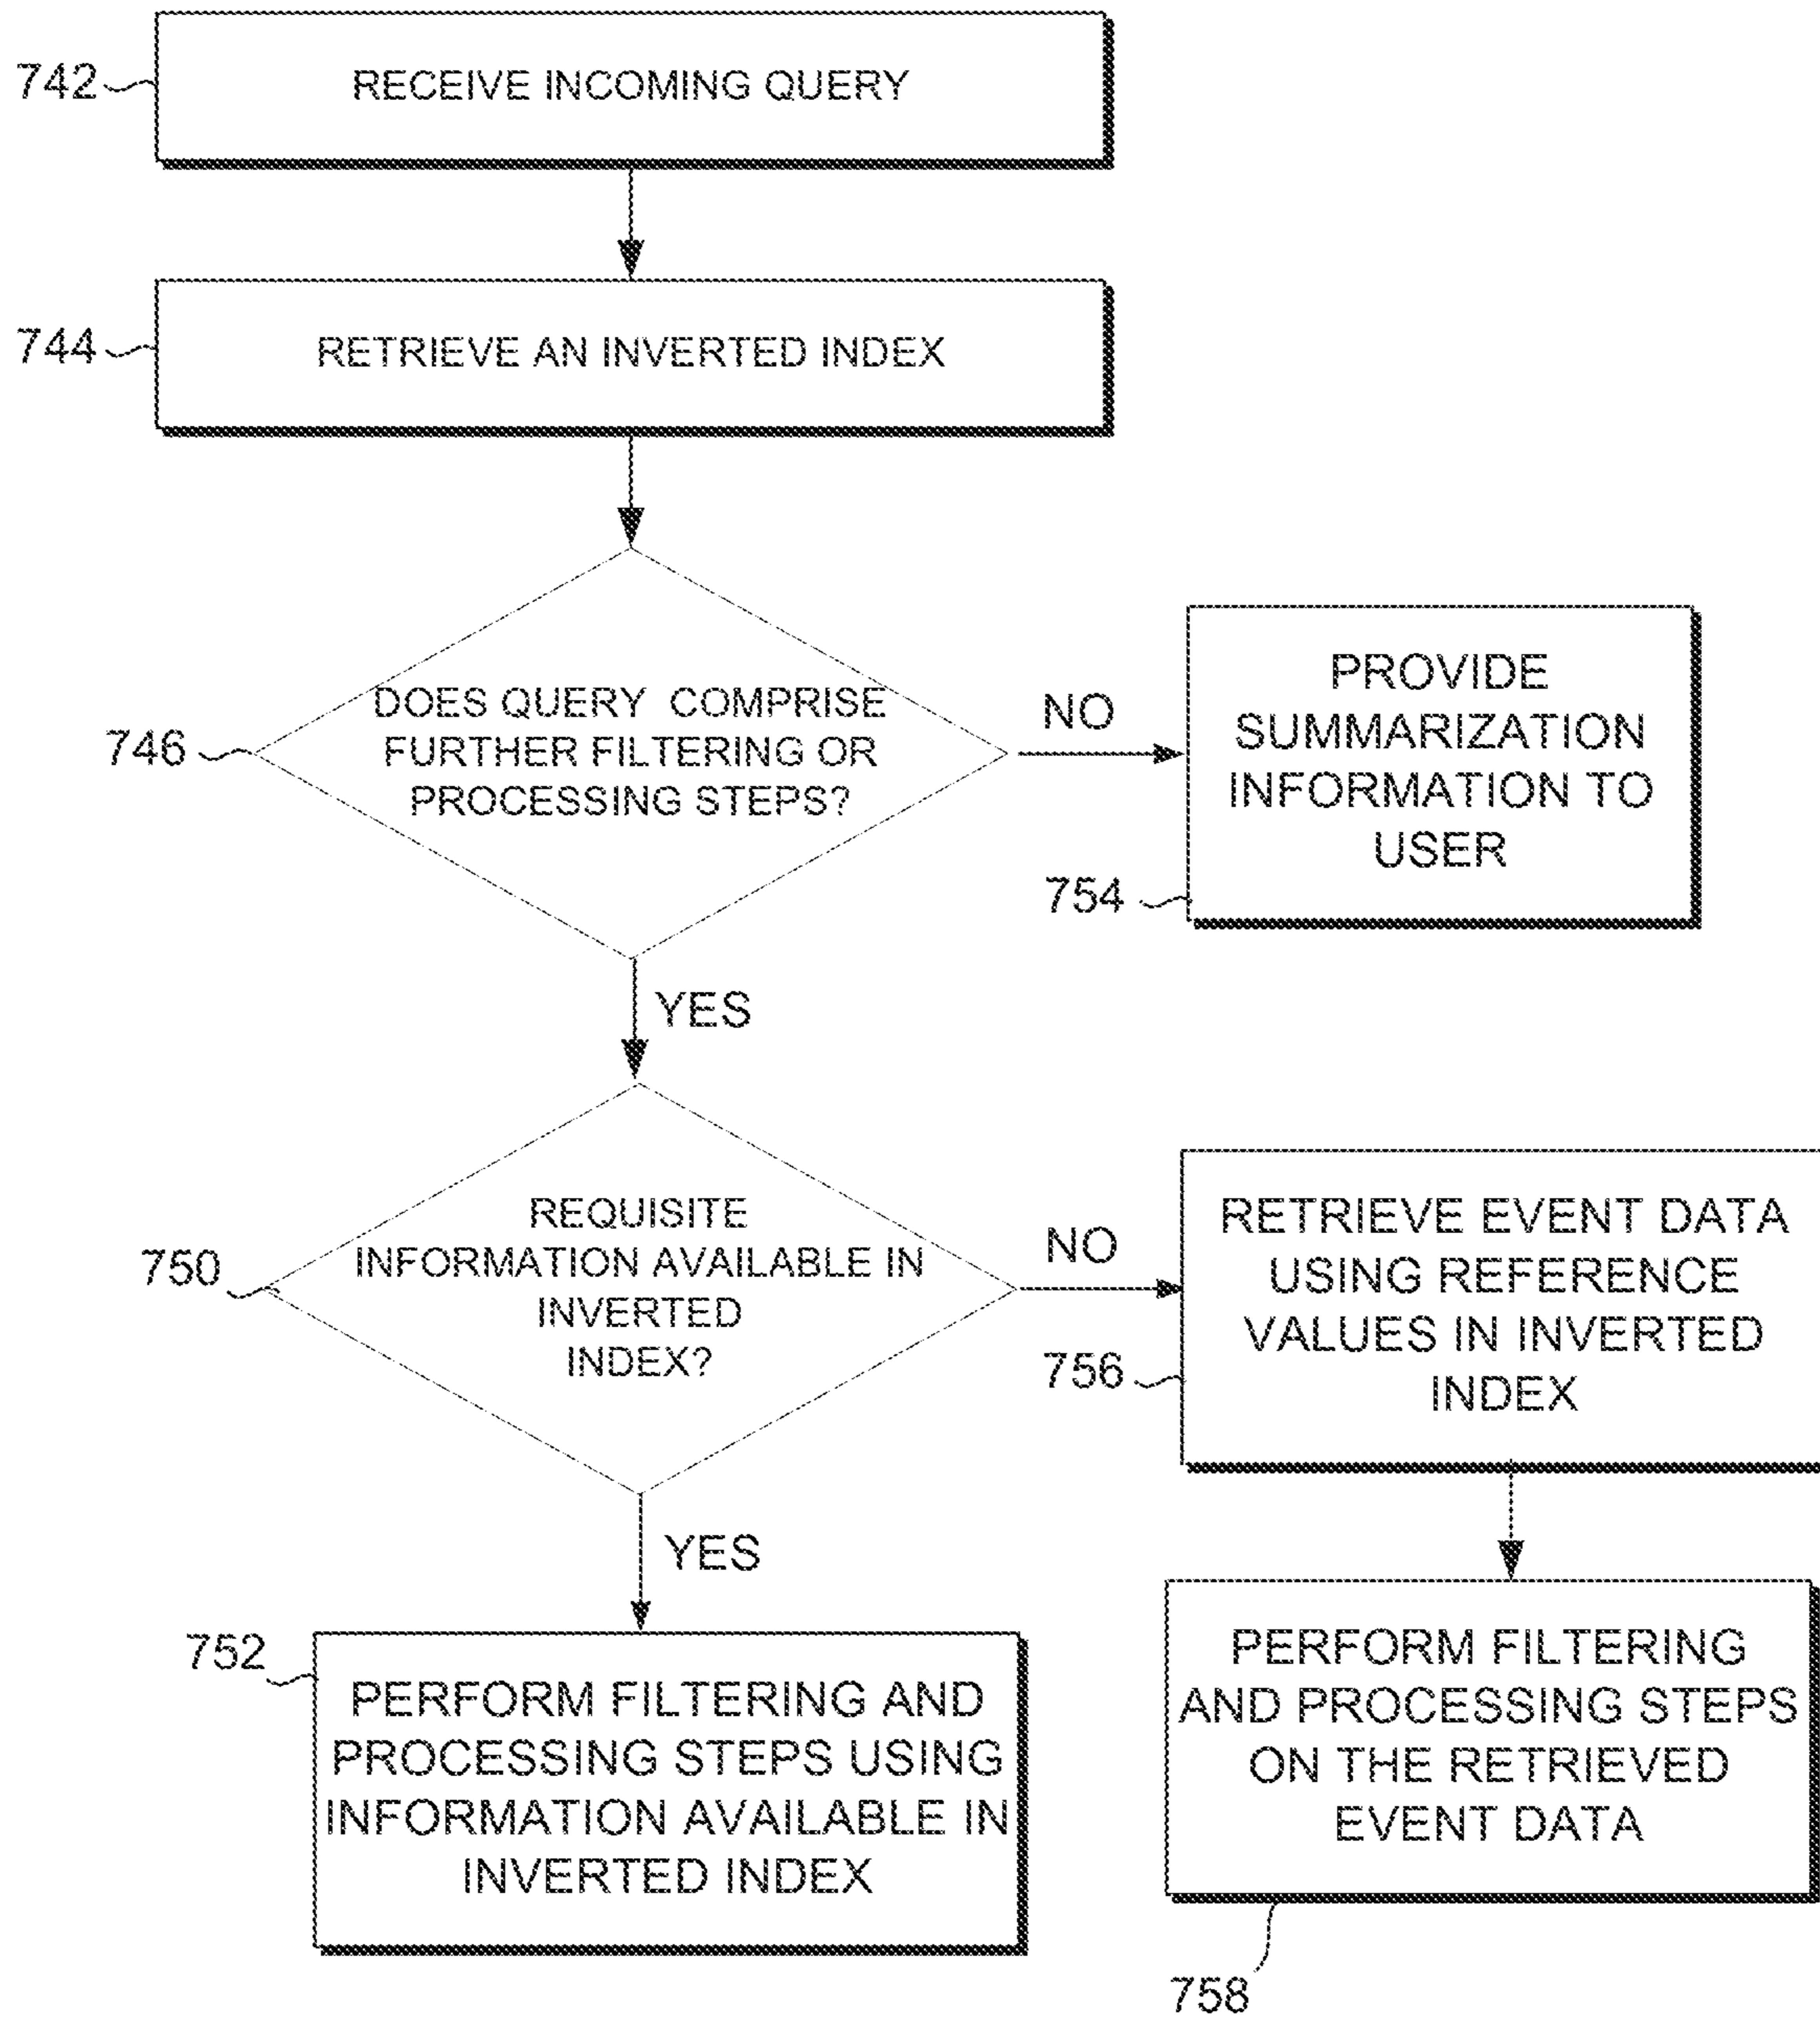 742
RECEIVE INCOMING QUERY
744
RETRIEVE AN INVERTED INDEX
746
DOES QUERY COMPRISE
FURTHER FILTERING OR
PROCESSING STEPS?
NO
PROVIDE
SUMMARIZATION
INFORMATION TO
USER
754
YES
750
REQUISITE
INFORMATION AVAILABLE IN
INVERTED
INDEX?
NO
RETRIEVE EVENT DATA
USING REFERENCE
VALUES IN INVERTED
INDEX
756
YES
752
PERFORM FILTERING AND
PROCESSING STEPS USING
INFORMATION AVAILABLE IN
INVERTED INDEX
PERFORM FILTERING
AND PROCESSING STEPS
ON THE RETRIEVED
EVENT DATA
758